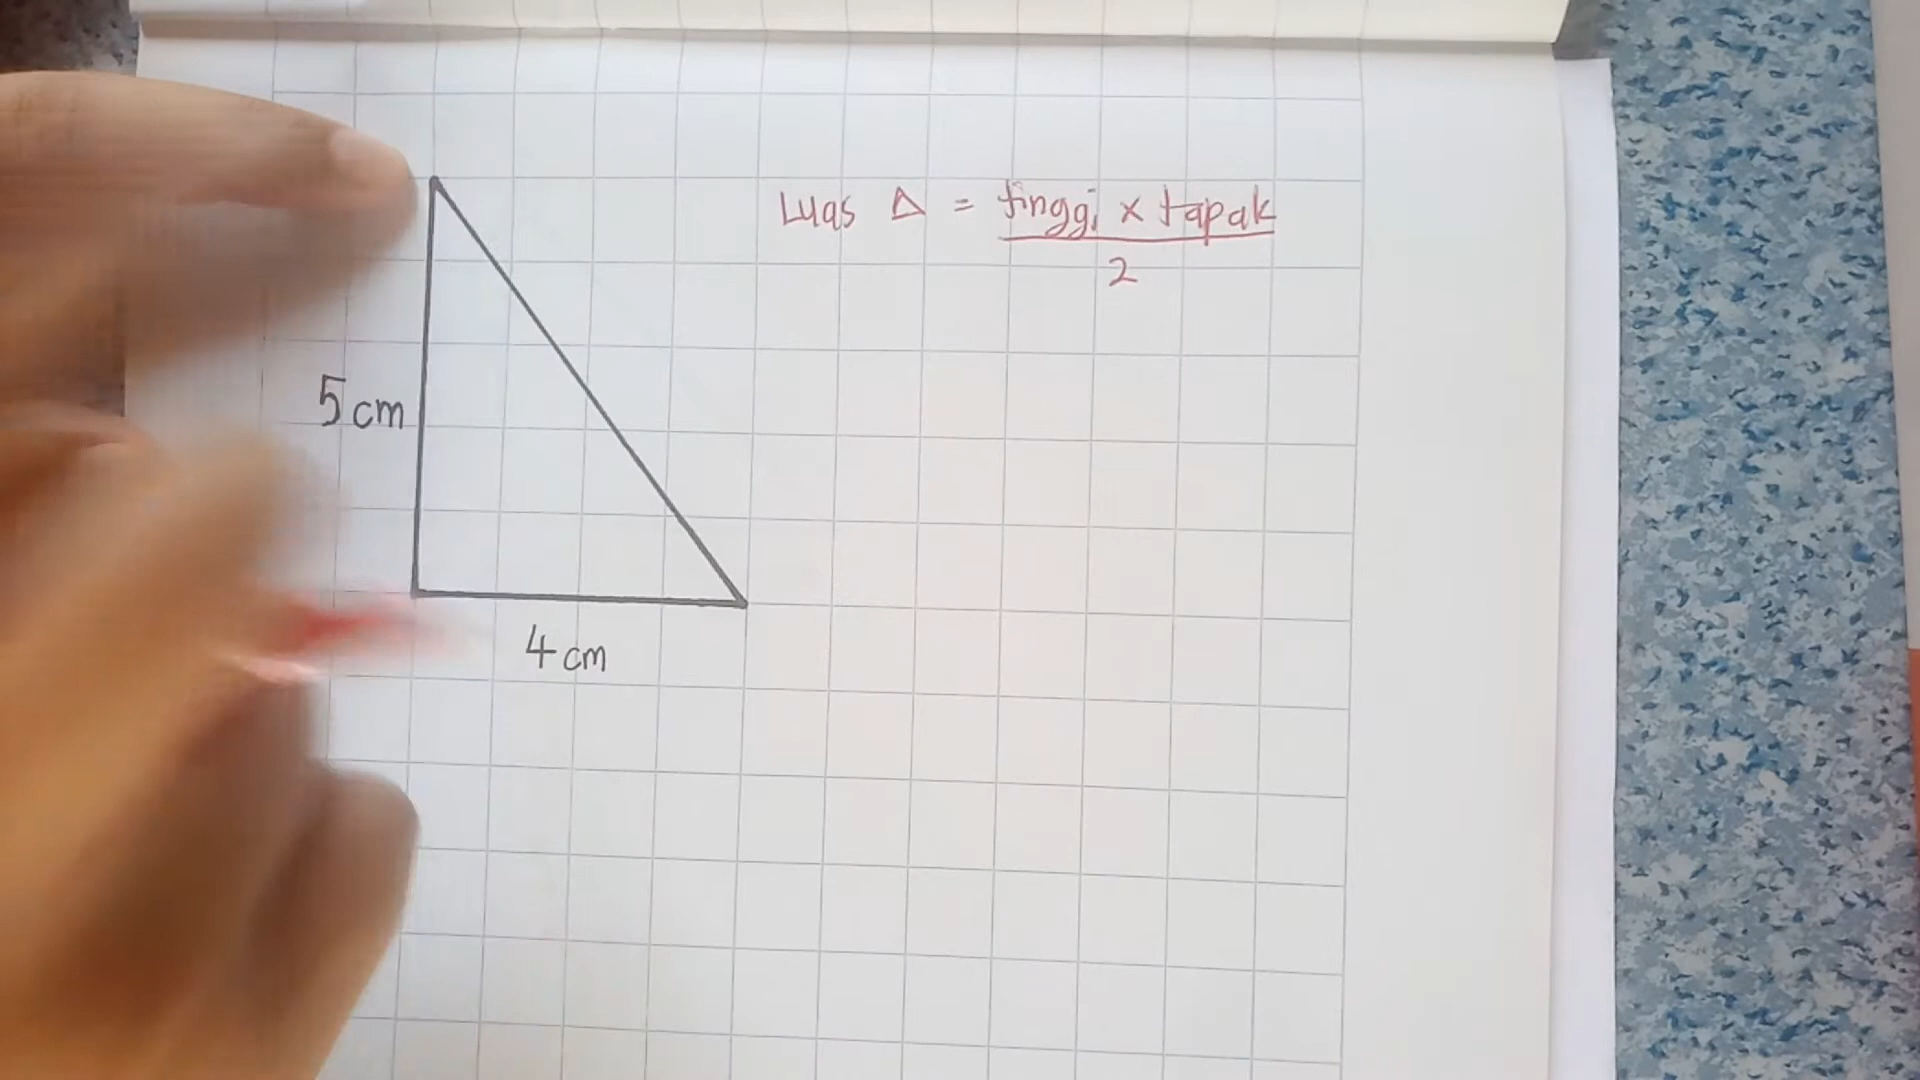 Luas Δ = tinggi × tapak
2
5 cm
4 cm